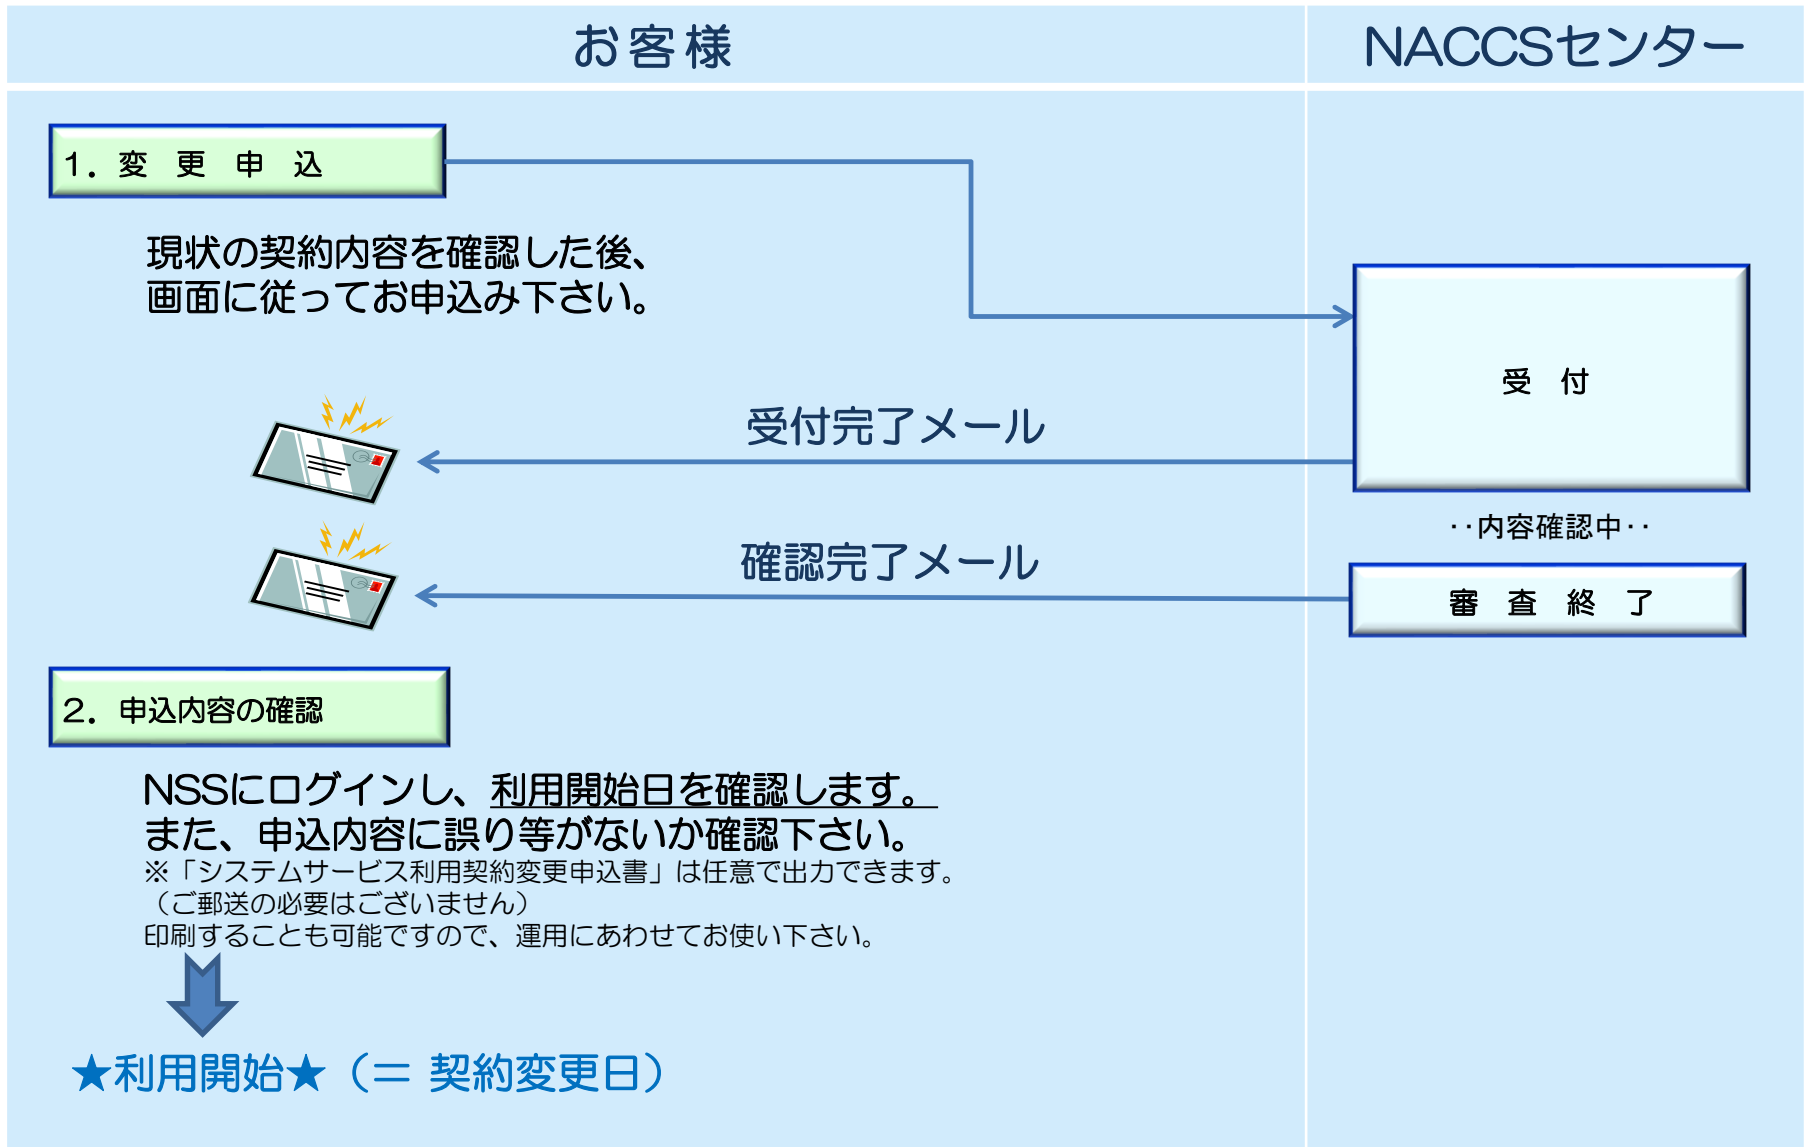 お客様
NACCSセンター
１．変　更　申　込
現状の契約内容を確認した後、
画面に従ってお申込み下さい。
受　付
受付完了メール
‥内容確認中‥
確認完了メール
審　査　終　了
２．申込内容の確認
NSSにログインし、利用開始日を確認します。
また、申込内容に誤り等がないか確認下さい。
※「システムサービス利用契約変更申込書」は任意で出力できます。
（ご郵送の必要はございません）
印刷することも可能ですので、運用にあわせてお使い下さい。
★利用開始★（＝ 契約変更日）